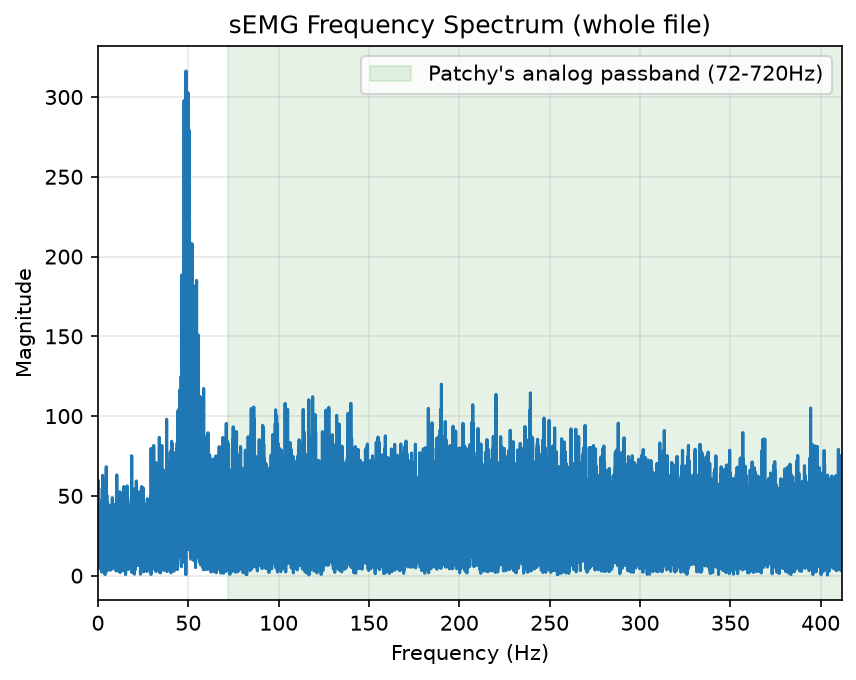 sEMG Frequency Spectrum (whole file)
Patchy's analog passband (72-720Hz)
300
250
200
150
100
50
0
Magnitude
0 50 100 150 200 250 300 350 400
Frequency (Hz)